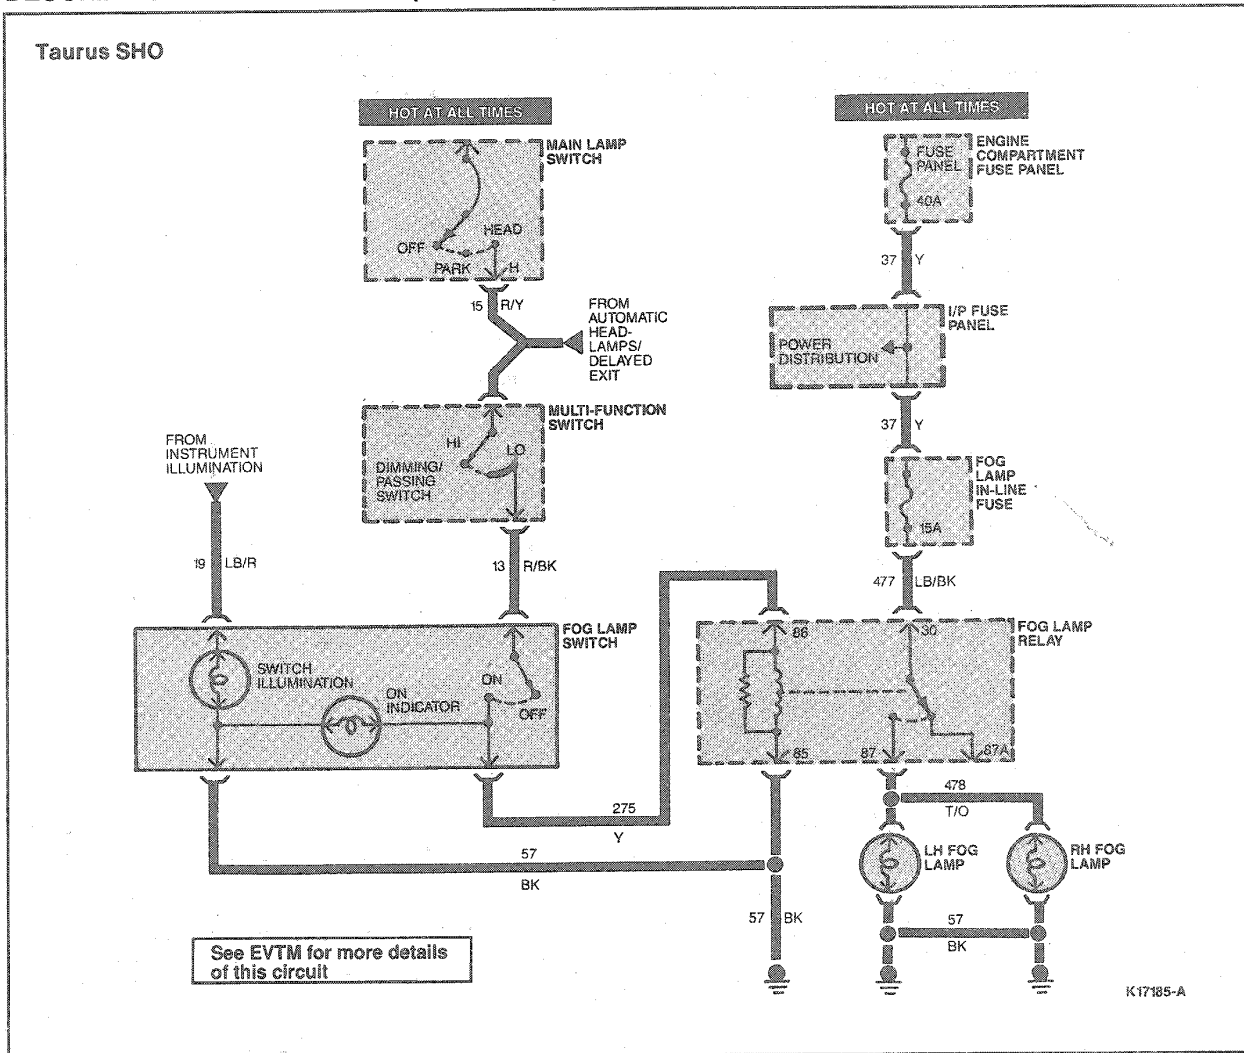 Taurus SHO
HOT AT ALL TIMES
MAIN LAMP
SWITCH
OFF
HEAD
PARK
H
15 R/Y
FROM
AUTOMATIC
HEAD-
LAMPS/
DELAYED
EXIT
MULTI-FUNCTION
SWITCH
HI
LO
DIMMING/
PASSING
SWITCH
FROM
INSTRUMENT
ILLUMINATION
19 LB/R
13 R/BK
FOG LAMP
SWITCH
SWITCH
ILLUMINATION
ON
INDICATOR
ON
OFF
275
Y
57
BK
HOT AT ALL TIMES
FUSE
PANEL
40A
ENGINE
COMPARTMENT
FUSE PANEL
37 Y
I/P FUSE
PANEL
POWER
DISTRIBUTION
37 Y
FOG
LAMP
IN-LINE
FUSE
15A
477 LB/BK
FOG LAMP
RELAY
86
30
85
87
87A
478
T/O
LH FOG
LAMP
RH FOG
LAMP
57 BK
57
BK
See EVTM for more details
of this circuit
K17185-A